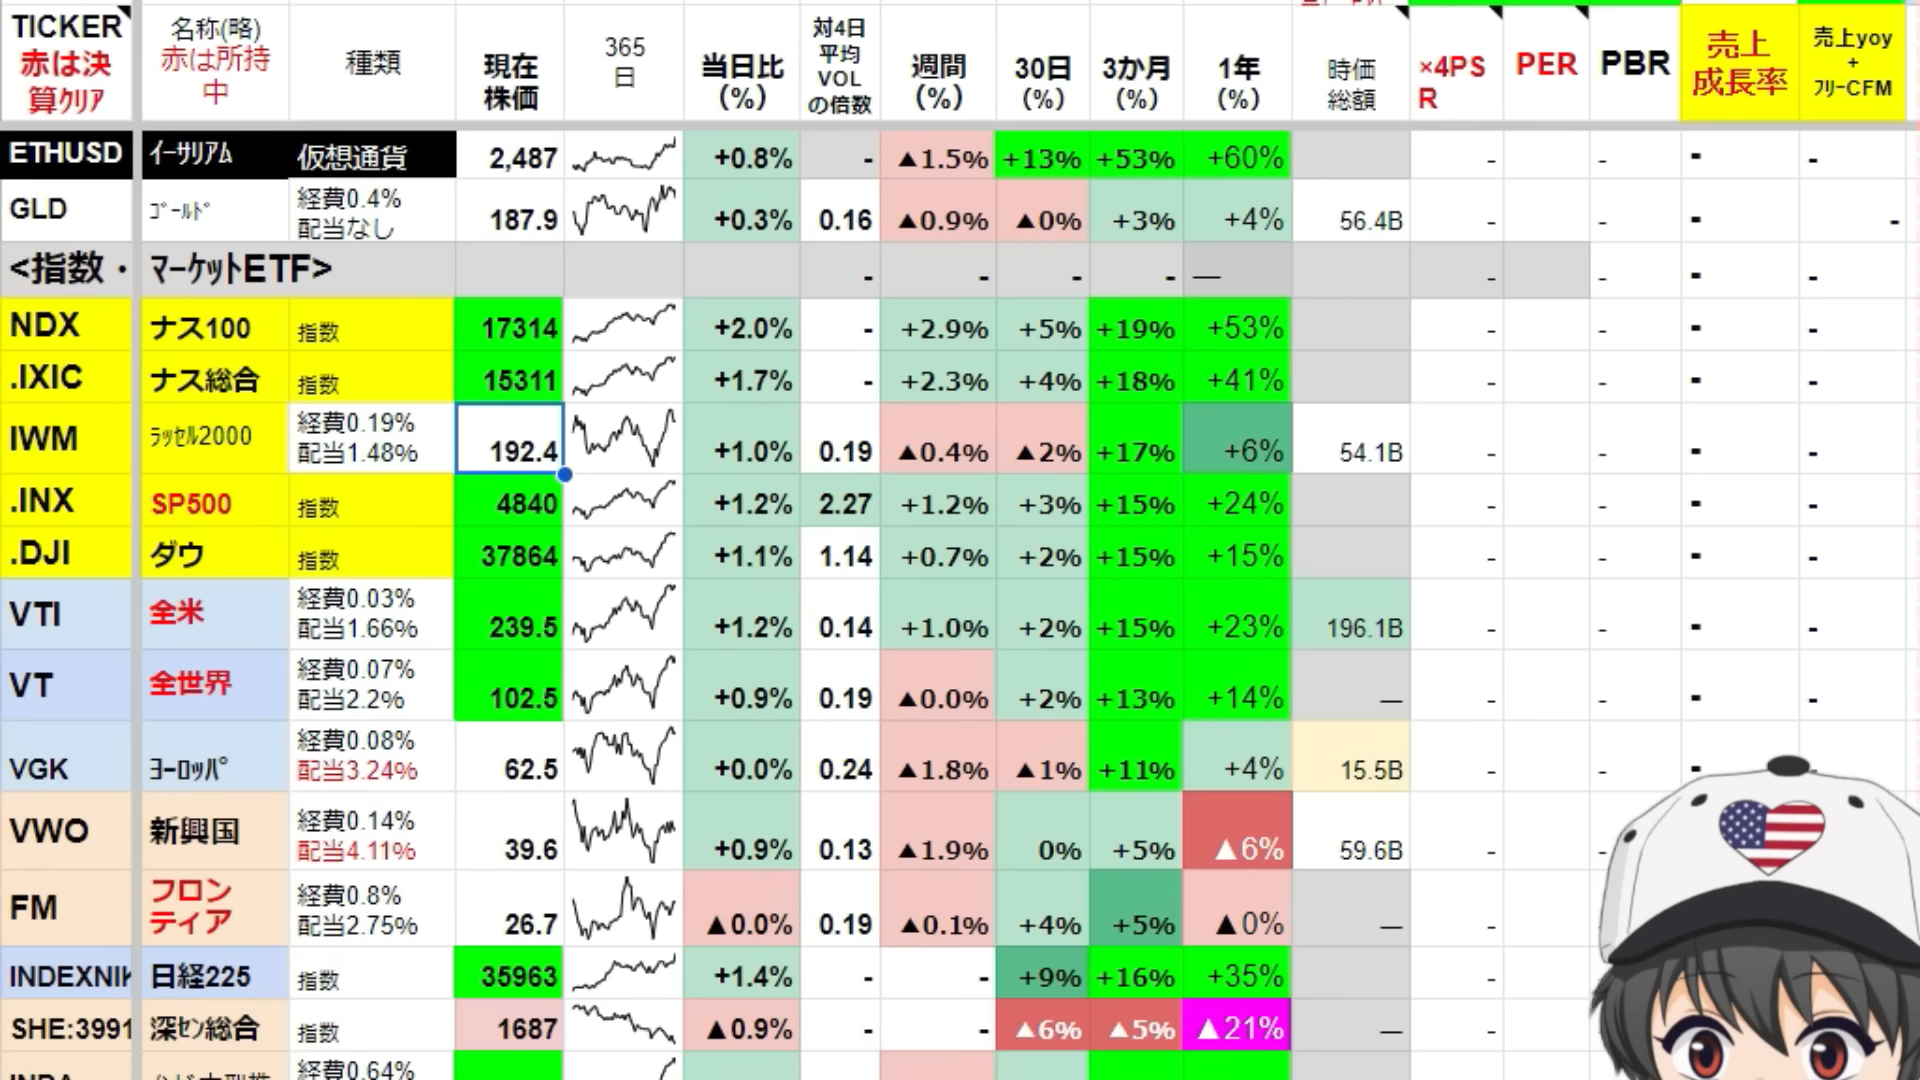 TICKER 名称(略) 種類 現在 365 当日比 対4日 週間 30日 3か月 1年 時価 ×4PS PER PBR 売上 売上yoy
赤は決 赤は所持 株価 日 (%) 平均 (%) (%) (%) (%) 総額 R 成長率 +
算ｸﾘｱ 中 VOL ﾌﾘｰCFM
の倍数
ETHUSD ｲｰｻﾘｱﾑ 仮想通貨 2,487 +0.8% - ▲1.5% +13% +53% +60% - - - -
GLD ｺﾞｰﾙﾄﾞ 経費0.4% 187.9 +0.3% 0.16 ▲0.9% ▲0% +3% +4% 56.4B - - - -
配当なし
<指数・ ﾏｰｹｯﾄETF> - - - - — - - - -
NDX ナス100 指数 17314 +2.0% - +2.9% +5% +19% +53% - - - -
.IXIC ナス総合 指数 15311 +1.7% - +2.3% +4% +18% +41% - - - -
IWM ﾗｯｾﾙ2000 経費0.19% 192.4 +1.0% 0.19 ▲0.4% ▲2% +17% +6% 54.1B - - - -
配当1.48%
.INX SP500 指数 4840 +1.2% 2.27 +1.2% +3% +15% +24% - - - -
.DJI ダウ 指数 37864 +1.1% 1.14 +0.7% +2% +15% +15% - - - -
VTI 全米 経費0.03% 239.5 +1.2% 0.14 +1.0% +2% +15% +23% 196.1B - - - -
配当1.66%
VT 全世界 経費0.07% 102.5 +0.9% 0.19 ▲0.0% +2% +13% +14% — - - - -
配当2.2%
VGK ﾖｰﾛｯﾊﾟ 経費0.08% 62.5 +0.0% 0.24 ▲1.8% ▲1% +11% +4% 15.5B - - -
配当3.24%
VWO 新興国 経費0.14% 39.6 +0.9% 0.13 ▲1.9% 0% +5% ▲6% 59.6B - -
配当4.11%
FM フロン 経費0.8% 26.7 ▲0.0% 0.19 ▲0.1% +4% +5% ▲0% — -
ティア 配当2.75%
INDEXNIK 日経225 指数 35963 +1.4% - - +9% +16% +35% -
SHE:3991 深ｾﾝ総合 指数 1687 ▲0.9% - - ▲6% ▲5% ▲21% — -
経費0.64%